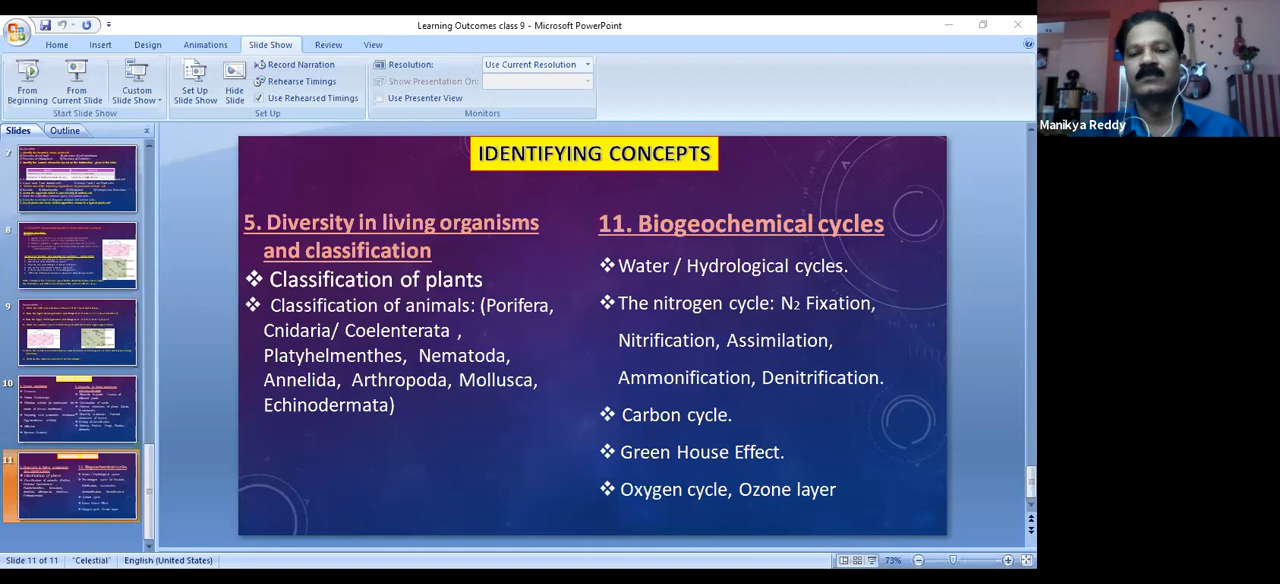 Learning Outcomes class 9 - Microsoft PowerPoint
Home Insert Design Animations Slide Show Review View
From Beginning
From Current Slide
Custom Slide Show
Start Slide Show
Set Up Slide Show
Hide Slide
Record Narration
Rehearse Timings
Use Rehearsed Timings
Set Up
Resolution: Use Current Resolution
Show Presentation On:
Use Presenter View
Monitors
Manikya Reddy
Slides Outline
7
8
9
10
11
IDENTIFYING CONCEPTS
5. Diversity in living organisms
and classification
❖ Classification of plants
❖ Classification of animals: (Porifera,
Cnidaria/ Coelenterata ,
Platyhelmenthes, Nematoda,
Annelida, Arthropoda, Mollusca,
Echinodermata)
11. Biogeochemical cycles
❖Water / Hydrological cycles.
❖The nitrogen cycle: N2 Fixation,
Nitrification, Assimilation,
Ammonification, Denitrification.
❖ Carbon cycle.
❖ Green House Effect.
❖ Oxygen cycle, Ozone layer
Slide 11 of 11 "Celestial" English (United States) 73%